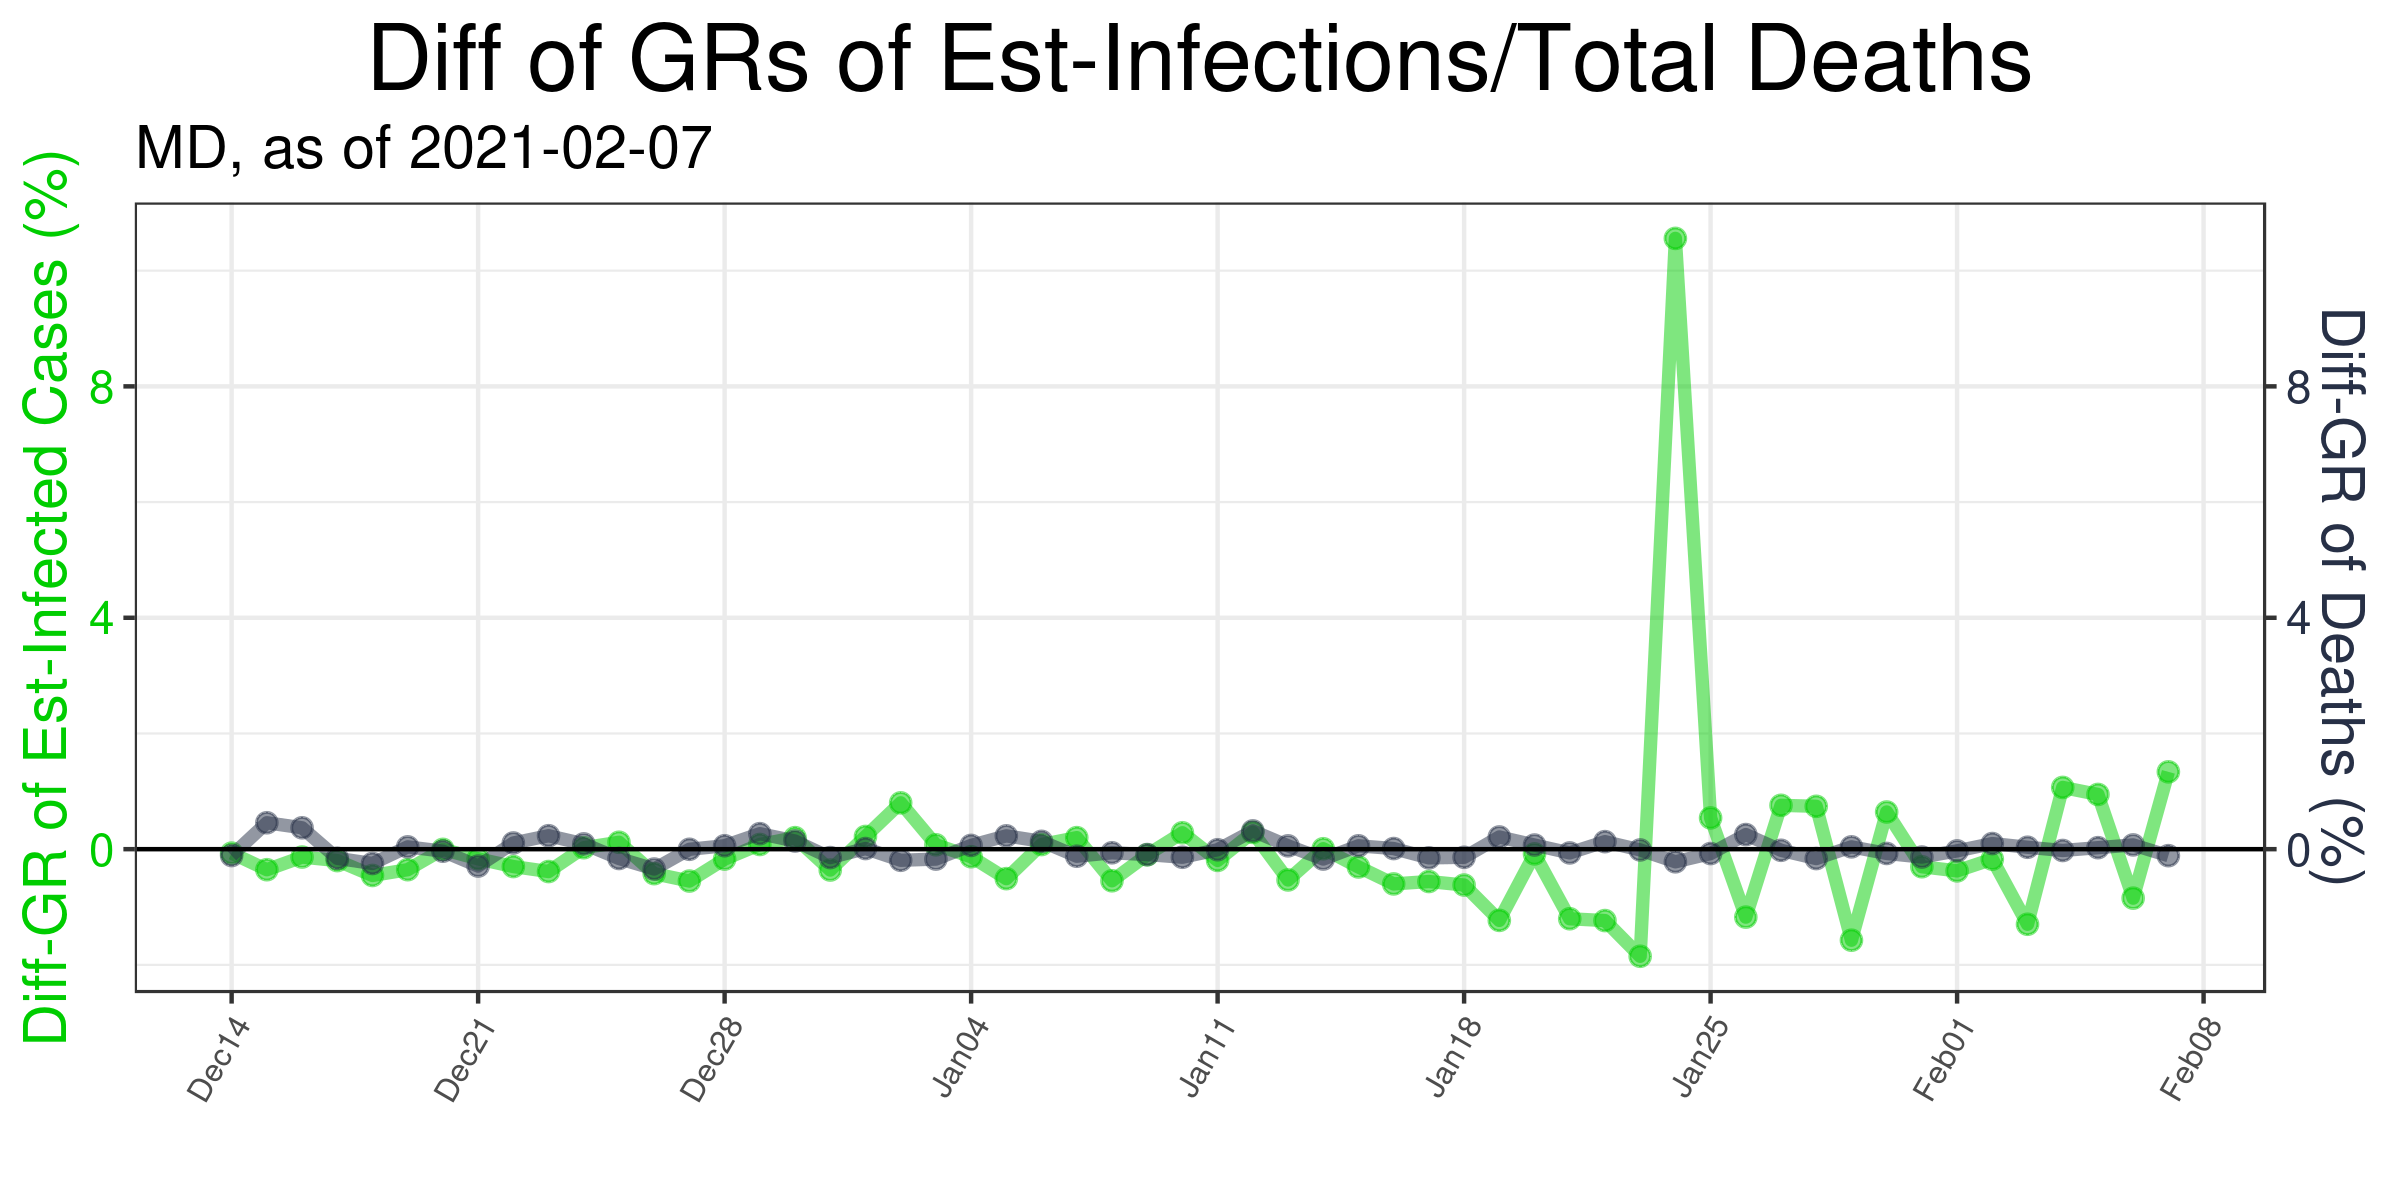 Diff of GRs of Est-Infections/Total Deaths
MD, as of 2021-02-07
Diff-GR of Est-Infected Cases (%)
8
4
0
8
4
0
Diff-GR of Deaths (%)
Dec14
Dec21
Dec28
Jan04
Jan11
Jan18
Jan25
Feb01
Feb08